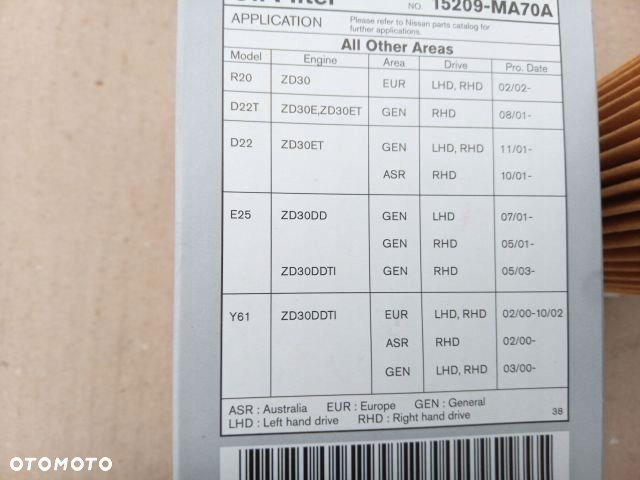 Oil Filter
NO. 15209-MA70A
APPLICATION Please refer to Nissan parts catalog for
further applications.
All Other Areas
Model Engine Area Drive Pro. Date
R20 ZD30 EUR LHD, RHD 02/02-
D22T ZD30E,ZD30ET GEN RHD 08/01-
D22 ZD30ET GEN LHD, RHD 11/01-
ASR RHD 10/01-
E25 ZD30DD GEN LHD 07/01-
GEN RHD 05/01-
ZD30DDTI GEN RHD 05/03-
Y61 ZD30DDTI EUR LHD, RHD 02/00-10/02
ASR RHD 02/00-
GEN LHD, RHD 03/00-
ASR : Australia EUR : Europe GEN : General
LHD : Left hand drive RHD : Right hand drive 38
OTOMOTO